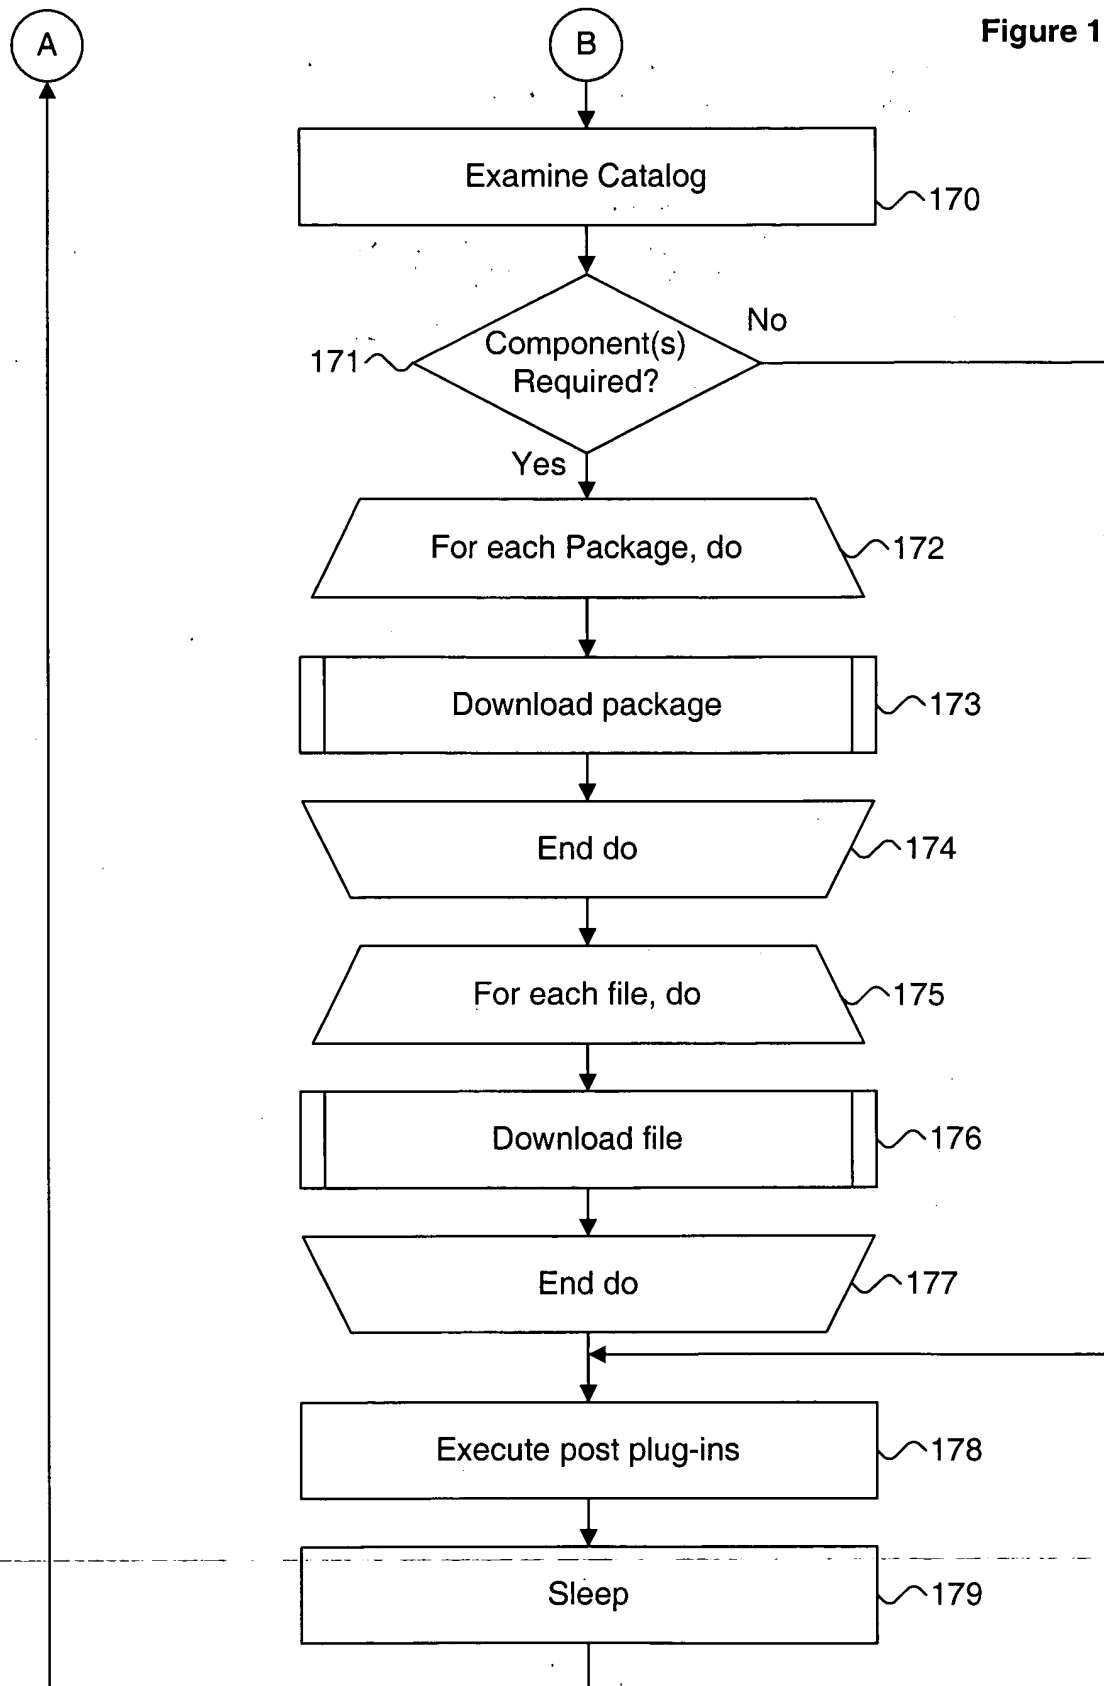 A
B
Figure 1
Examine Catalog
170
No
171
Component(s)
Required?
Yes
For each Package, do
172
Download package
173
End do
174
For each file, do
175
Download file
176
End do
177
Execute post plug-ins
178
Sleep
179